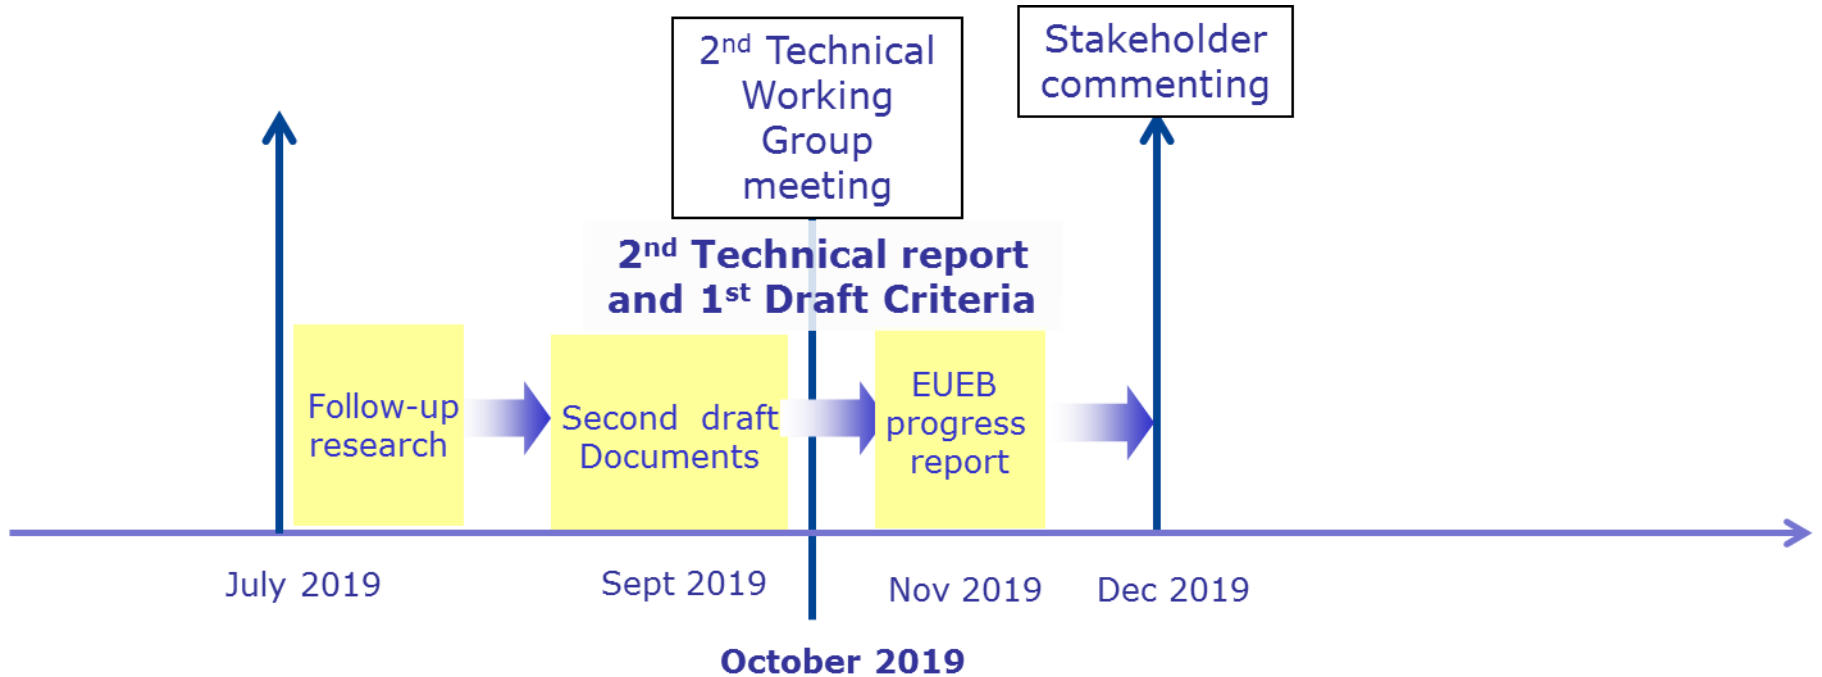 2nd Technical
Working
Group
meeting
Stakeholder
commenting
2nd Technical report
and 1st Draft Criteria
Follow-up
research
Second draft
Documents
EUEB
progress
report
July 2019
Sept 2019
October 2019
Nov 2019
Dec 2019